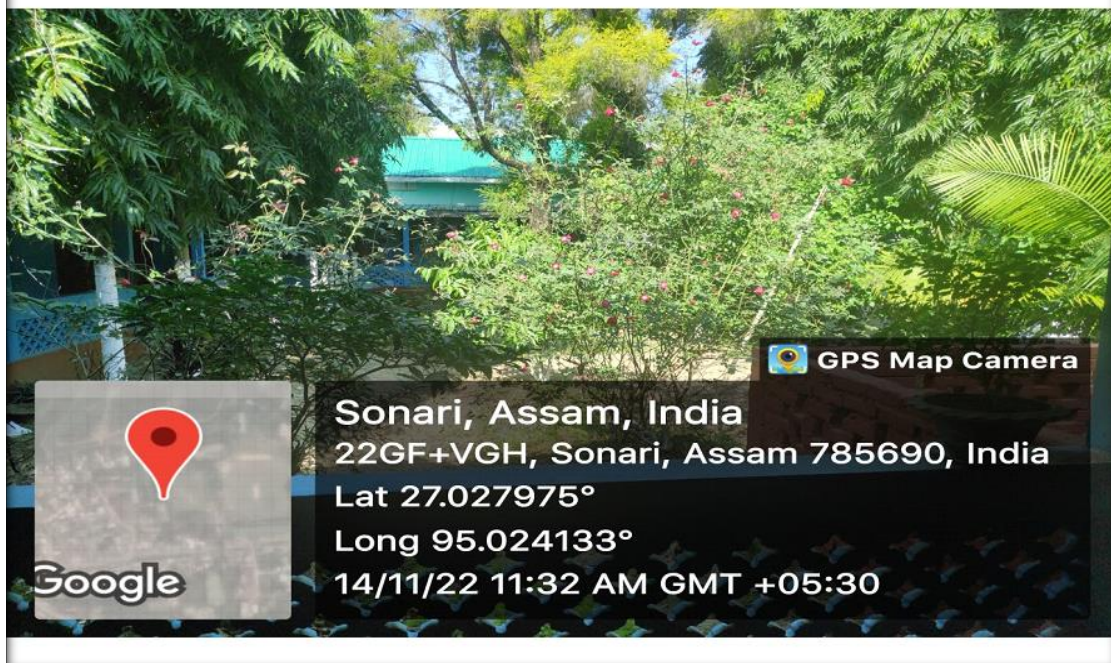 GPS Map Camera
Sonari, Assam, India
22GF+VGH, Sonari, Assam 785690, India
Lat 27.027975°
Long 95.024133°
14/11/22 11:32 AM GMT +05:30
Google